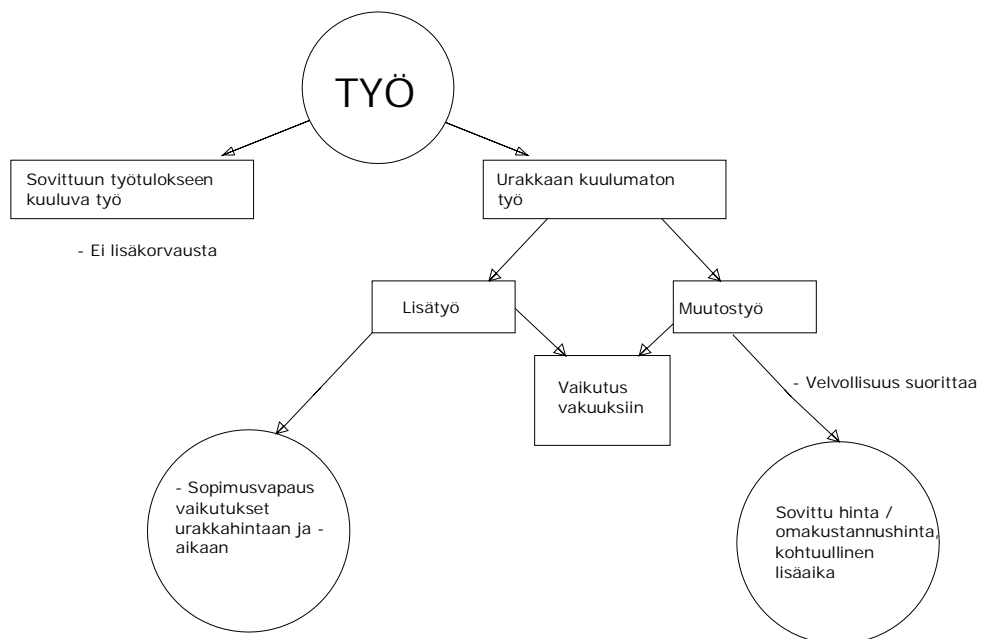 TYÖ
Sovittuun työtulokseen
kuuluva työ
Urakkaan kuulumaton
työ
- Ei lisäkorvausta
Lisätyö
Muutostyö
Vaikutus
vakuuksiin
- Velvollisuus suorittaa
- Sopimusvapaus
vaikutukset
urakkahintaan ja -
aikaan
Sovittu hinta /
omakustannushinta,
kohtuullinen
lisäaika